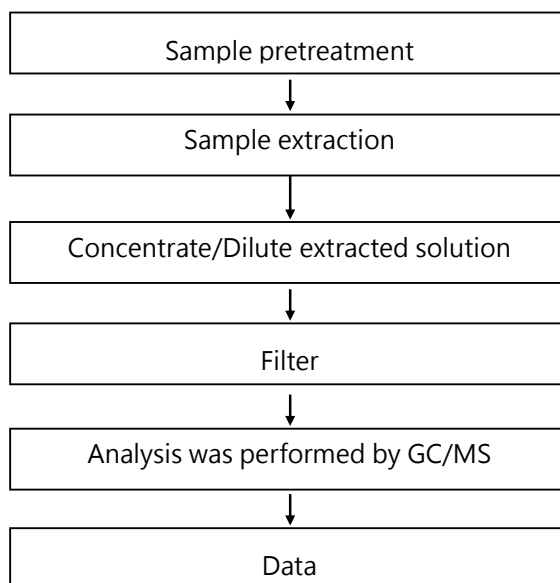 Sample pretreatment
Sample extraction
Concentrate/Dilute extracted solution
Filter
Analysis was performed by GC/MS
Data